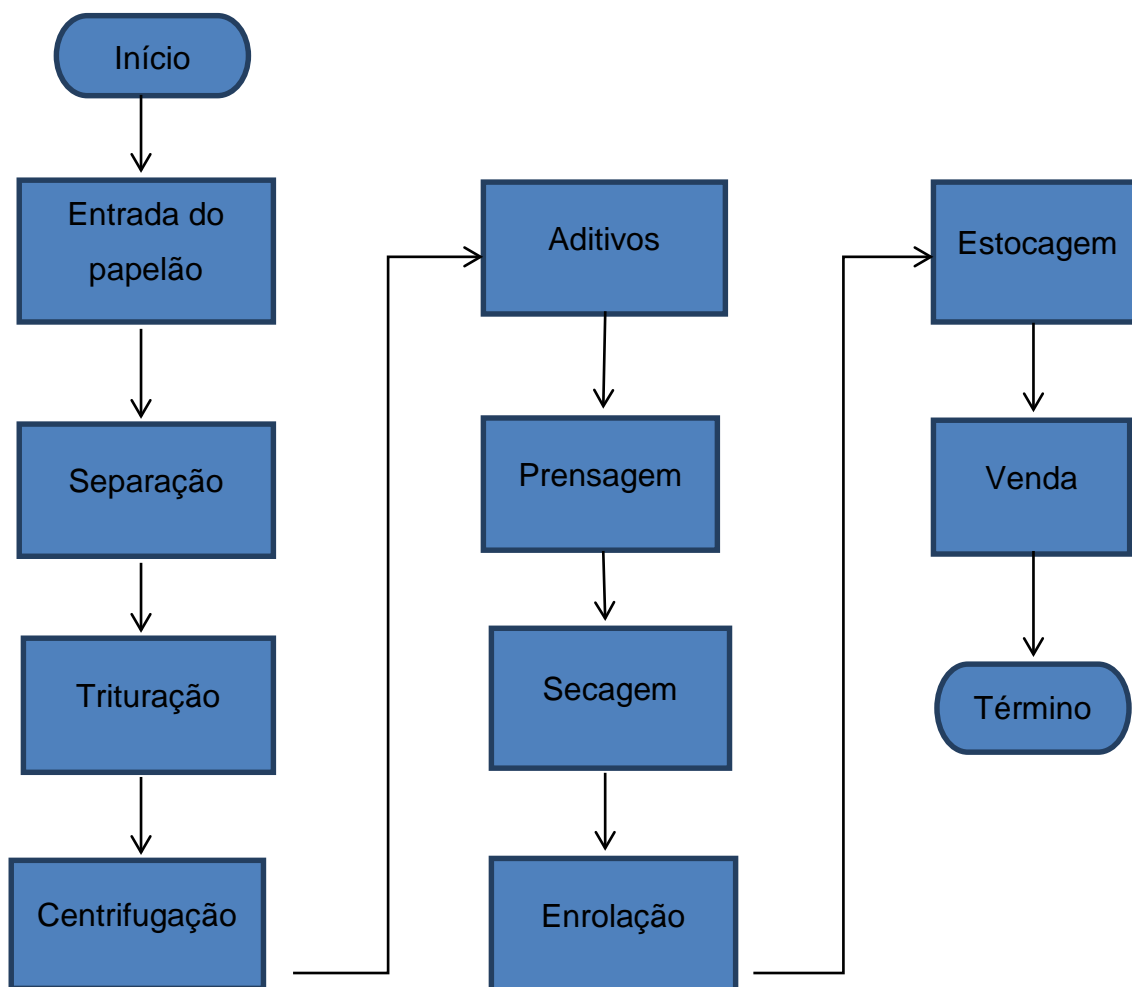 Início
Entrada do
papelão
Separação
Trituração
Centrifugação
Aditivos
Prensagem
Secagem
Enrolação
Estocagem
Venda
Término